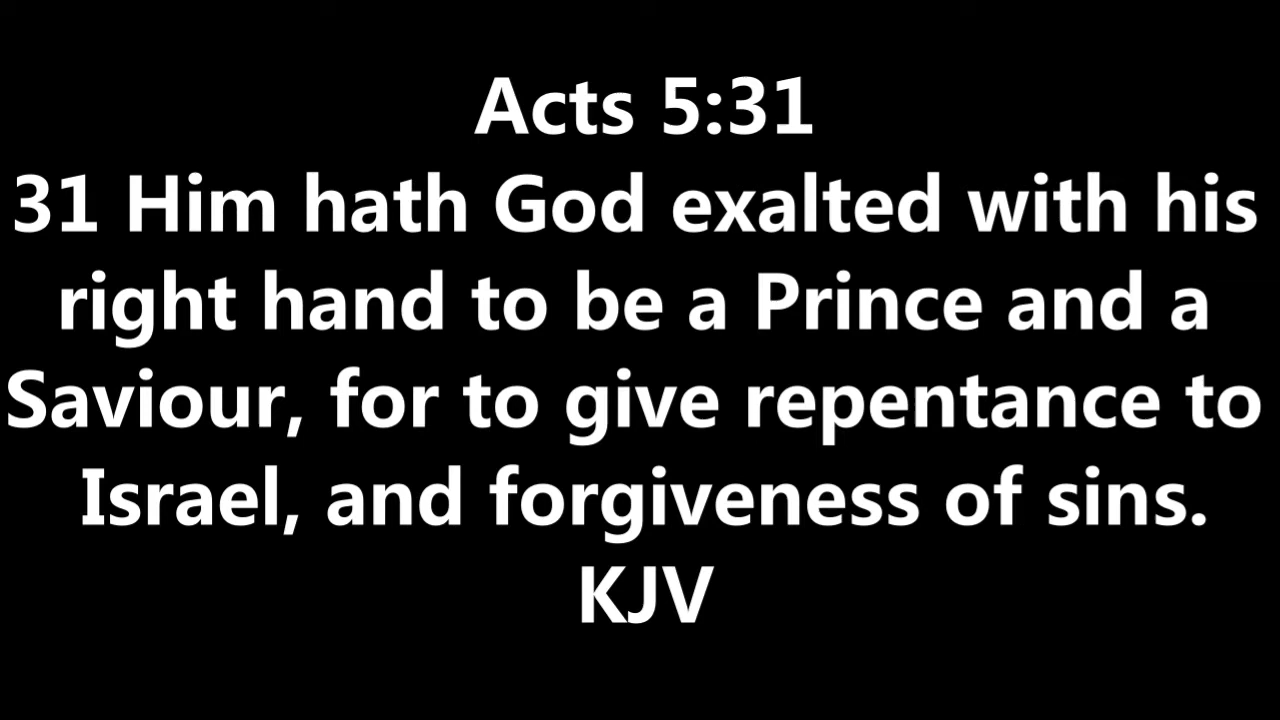 Acts 5:31
31 Him hath God exalted with his
right hand to be a Prince and a
Saviour, for to give repentance to
Israel, and forgiveness of sins.
KJV